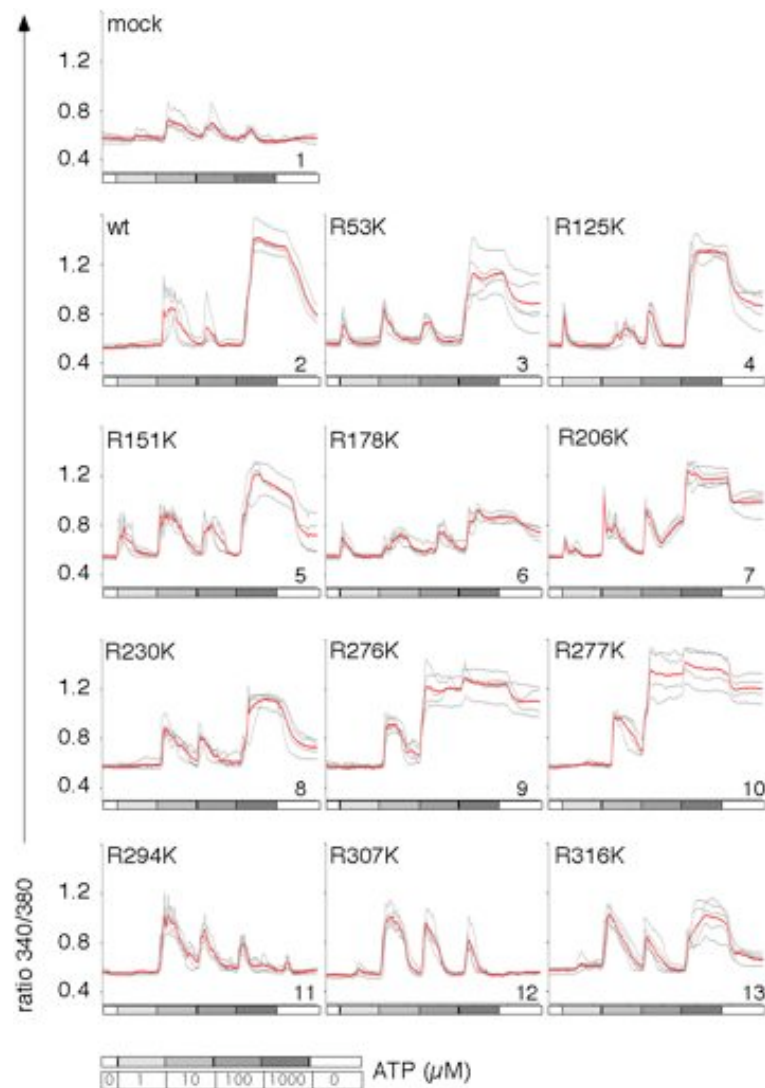 mock
1.2
0.8
0.4
1
wt
R53K
R125K
1.2
0.8
0.4
2
3
4
R151K
R178K
R206K
1.2
0.8
0.4
5
6
7
R230K
R276K
R277K
1.2
0.8
0.4
8
9
10
R294K
R307K
R316K
1.2
0.8
0.4
11
12
13
ratio 340/380
ATP (µM)
0 1 10 100 1000 0